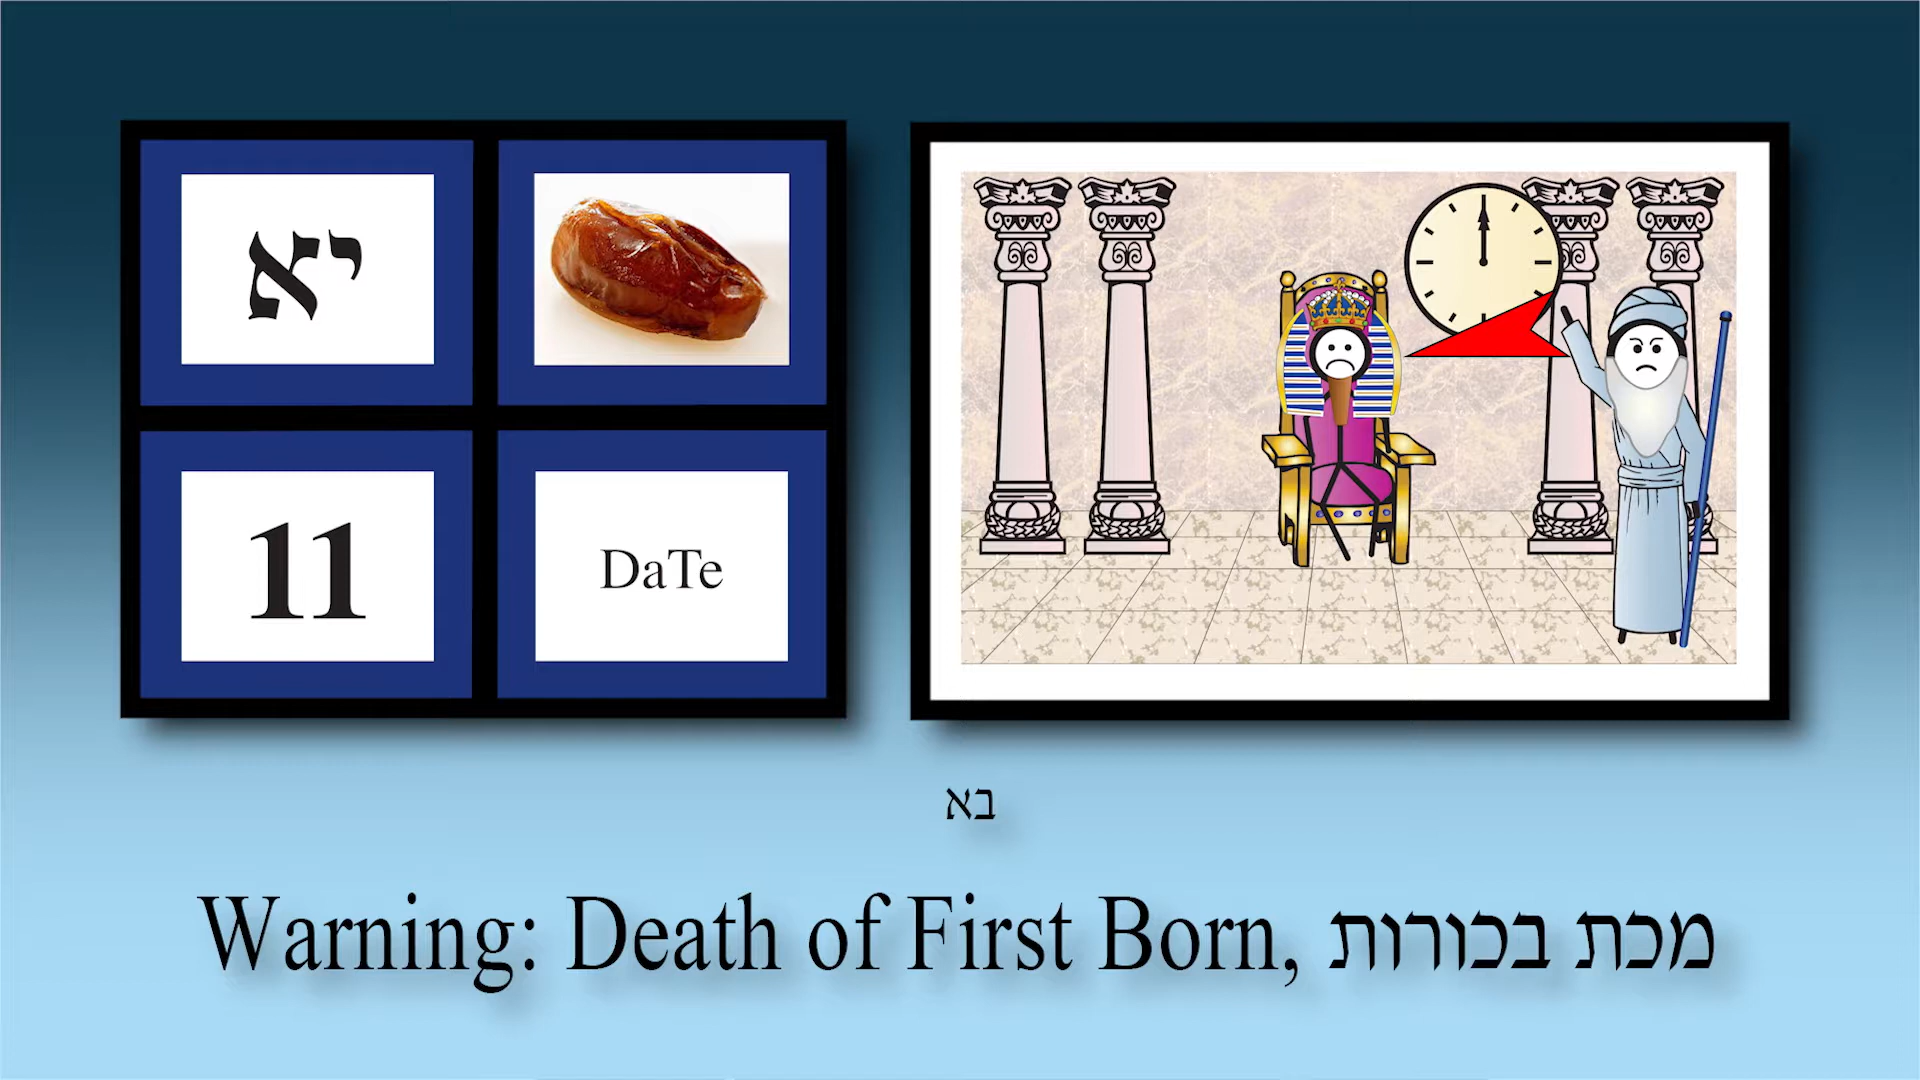 יא
11
DaTe
בא
Warning: Death of First Born, מכת בכורות